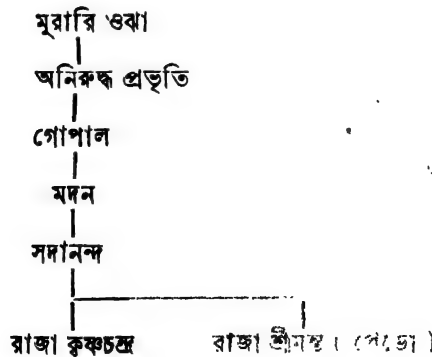 মুরারি ওঝা
অনিরুদ্ধ প্রভৃতি
গোপাল
মদন
সদানন্দ
রাজা কৃষ্ণচন্দ্র রাজা শ্রীমন্ত ( পেড়ো )